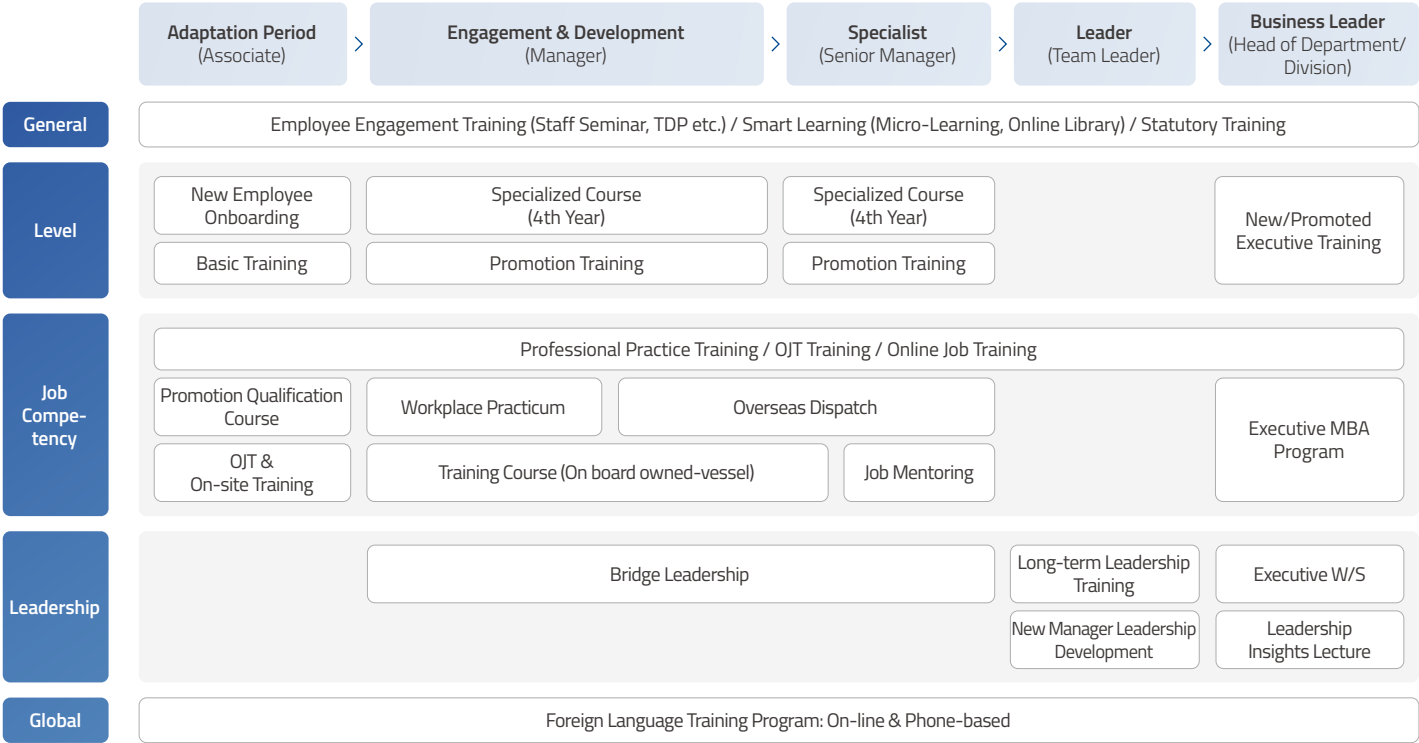 Adaptation Period
(Associate)
Engagement & Development
(Manager)
Specialist
(Senior Manager)
Leader
(Team Leader)
Business Leader
(Head of Department/
Division)
General
Employee Engagement Training (Staff Seminar, TDP etc.) / Smart Learning (Micro-Learning, Online Library) / Statutory Training
Level
New Employee
Onboarding
Specialized Course
(4th Year)
Specialized Course
(4th Year)
New/Promoted
Executive Training
Basic Training
Promotion Training
Promotion Training
Job
Compe-
tency
Professional Practice Training / OJT Training / Online Job Training
Promotion Qualification
Course
Workplace Practicum
Overseas Dispatch
Executive MBA
Program
OJT &
On-site Training
Training Course (On board owned-vessel)
Job Mentoring
Leadership
Bridge Leadership
Long-term Leadership
Training
Executive W/S
New Manager Leadership
Development
Leadership
Insights Lecture
Global
Foreign Language Training Program: On-line & Phone-based